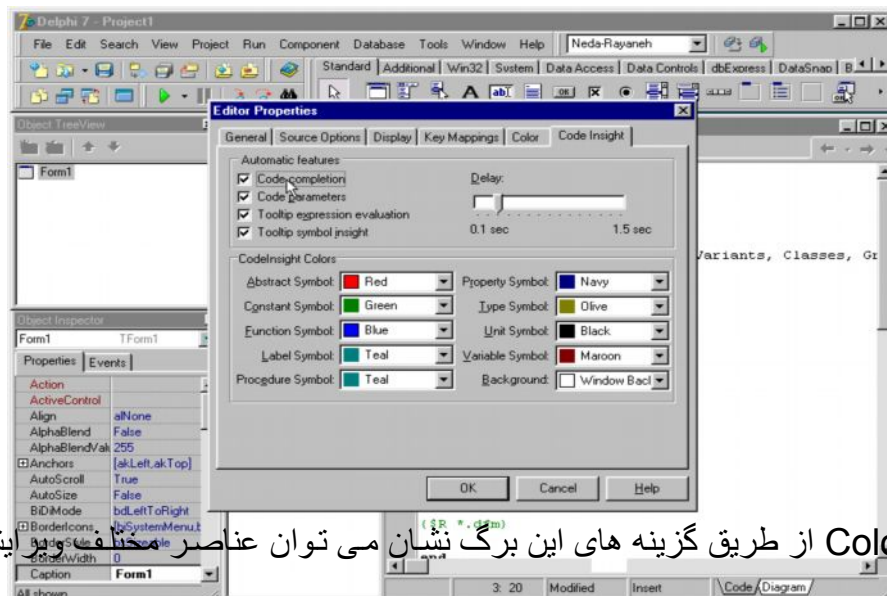 Delphi 7 - Project1
File Edit Search View Project Run Component Database Tools Window Help Neda-Rayaneh
Standard Additional Win32 System Data Access Data Controls dbExpress DataSnap
Object TreeView
Form1
Editor Properties
General Source Options Display Key Mappings Color Code Insight
Automatic features
Code completion
Code parameters
Tooltip expression evaluation
Tooltip symbol insight
Delay:
0.1 sec 1.5 sec
CodeInsight Colors
Abstract Symbol: Red
Constant Symbol: Green
Function Symbol: Blue
Label Symbol: Teal
Procedure Symbol: Teal
Property Symbol: Navy
Type Symbol: Olive
Unit Symbol: Black
Variable Symbol: Maroon
Background: Window Bacl
OK Cancel Help
Variants, Classes, Gr
Object Inspector
Form1 TForm1
Properties Events
Action
ActiveControl
Align alNone
AlphaBlend False
AlphaBlendVal 255
Anchors [akLeft,akTop]
AutoScroll True
AutoSize False
BiDiMode bdLeftToRight
BorderIcons [biSystemMenu,
BorderStyle bsSizeable
BorderWidth 0
Caption Form1
All shown
{$R *.dfm}
end
از طریق گزینه های این برگ نشان می توان عناصر مختلف
3: 20 Modified Insert Code Diagram